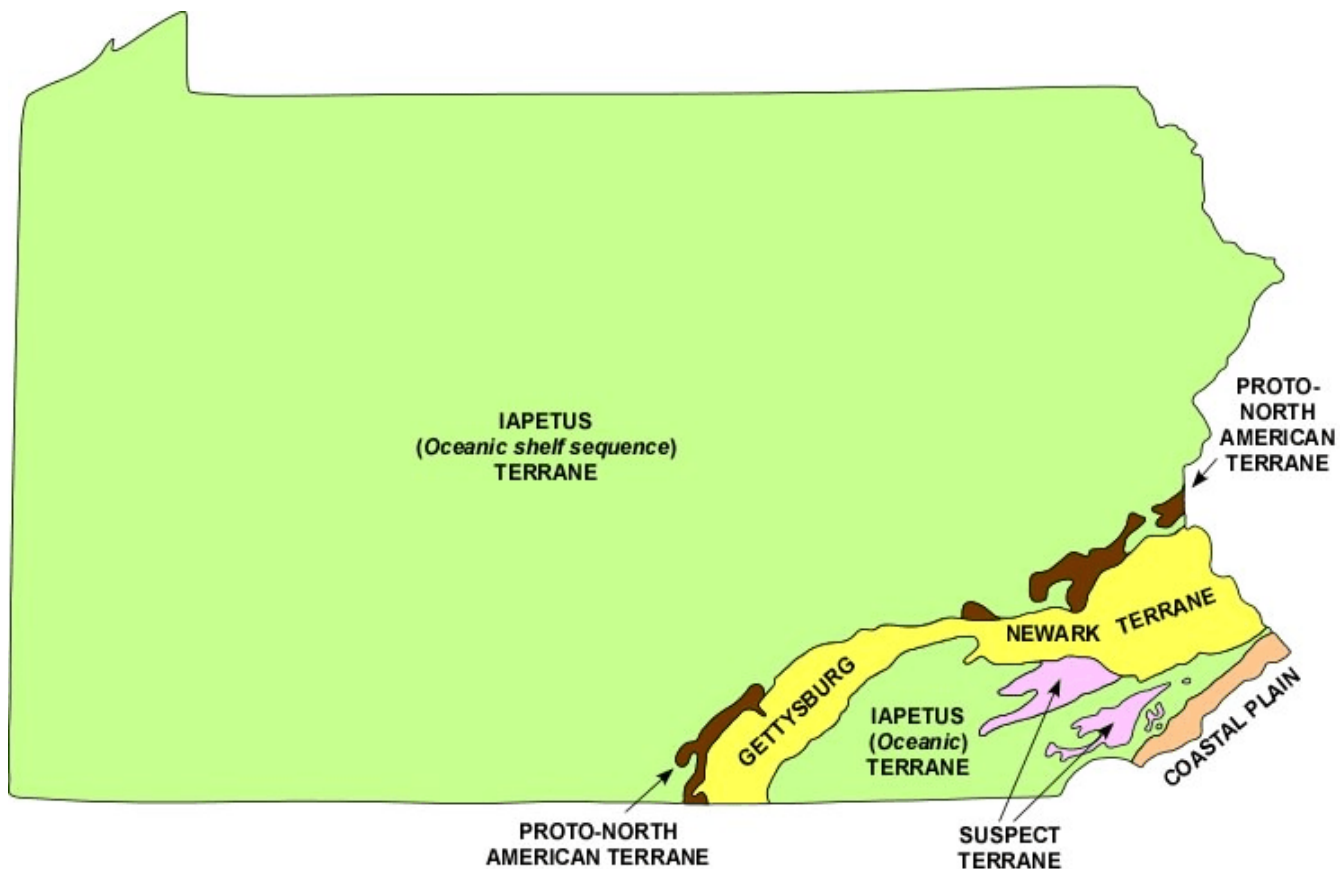 IAPETUS
(Oceanic shelf sequence)
TERRANE
PROTO-
NORTH
AMERICAN
TERRANE
NEWARK TERRANE
GETTYSBURG
IAPETUS
(Oceanic)
TERRANE
COASTAL PLAIN
PROTO-NORTH
AMERICAN TERRANE
SUSPECT
TERRANE